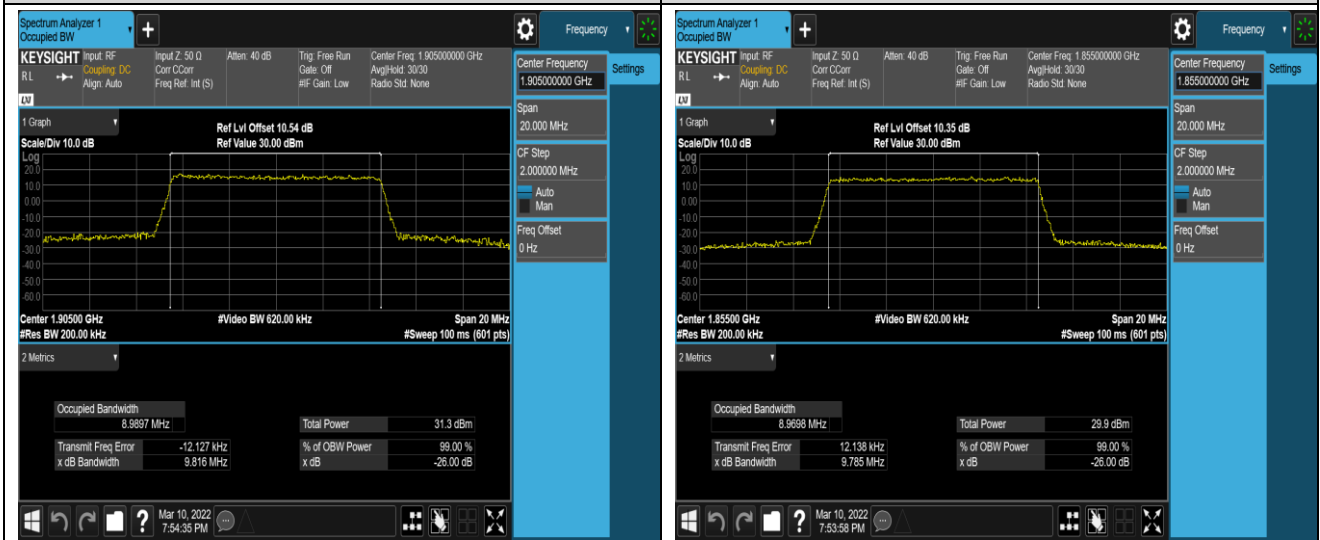 Spectrum Analyzer 1
Occupied BW
+
Frequency
KEYSIGHT
RL
LXI
Input: RF
Coupling: DC
Align: Auto
Input Z: 50 Ω
Corr CCorr
Freq Ref: Int (S)
Atten: 40 dB
Trig: Free Run
Gate: Off
#IF Gain: Low
Center Freq: 1.905000000 GHz
Avg|Hold: 30/30
Radio Std: None
Center Frequency
1.905000000 GHz
Settings
Span
20.000 MHz
CF Step
2.000000 MHz
Auto
Man
Freq Offset
0 Hz
1 Graph
Scale/Div 10.0 dB
Ref Lvl Offset 10.54 dB
Ref Value 30.00 dBm
Log
20.0
10.0
0.00
-10.0
-20.0
-30.0
-40.0
-50.0
-60.0
Center 1.90500 GHz
#Res BW 200.00 kHz
#Video BW 620.00 kHz
Span 20 MHz
#Sweep 100 ms (601 pts)
2 Metrics
Occupied Bandwidth
8.9897 MHz
Total Power 31.3 dBm
Transmit Freq Error -12.127 kHz
% of OBW Power 99.00 %
x dB Bandwidth 9.816 MHz
x dB -26.00 dB
?
Mar 10, 2022
7:54:35 PM
Spectrum Analyzer 1
Occupied BW
+
Frequency
KEYSIGHT
RL
LXI
Input: RF
Coupling: DC
Align: Auto
Input Z: 50 Ω
Corr CCorr
Freq Ref: Int (S)
Atten: 40 dB
Trig: Free Run
Gate: Off
#IF Gain: Low
Center Freq: 1.855000000 GHz
Avg|Hold: 30/30
Radio Std: None
Center Frequency
1.855000000 GHz
Settings
Span
20.000 MHz
CF Step
2.000000 MHz
Auto
Man
Freq Offset
0 Hz
1 Graph
Scale/Div 10.0 dB
Ref Lvl Offset 10.35 dB
Ref Value 30.00 dBm
Log
20.0
10.0
0.00
-10.0
-20.0
-30.0
-40.0
-50.0
-60.0
Center 1.85500 GHz
#Res BW 200.00 kHz
#Video BW 620.00 kHz
Span 20 MHz
#Sweep 100 ms (601 pts)
2 Metrics
Occupied Bandwidth
8.9698 MHz
Total Power 29.9 dBm
Transmit Freq Error 12.138 kHz
% of OBW Power 99.00 %
x dB Bandwidth 9.785 MHz
x dB -26.00 dB
?
Mar 10, 2022
7:53:58 PM